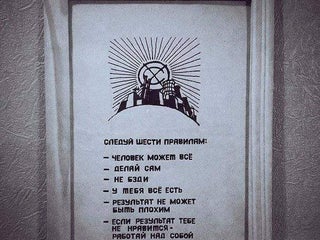 СЛЕДУЙ ШЕСТИ ПРАВИЛАМ:
– ЧЕЛОВЕК МОЖЕТ ВСЁ
– ДЕЛАЙ САМ
– НЕ БЗДИ
– У ТЕБЯ ВСЁ ЕСТЬ
– РЕЗУЛЬТАТ НЕ МОЖЕТ
БЫТЬ ПЛОХИМ
– ЕСЛИ РЕЗУЛЬТАТ ТЕБЕ
НЕ НРАВИТСЯ–
РАБОТАЙ НАД СОБОЙ